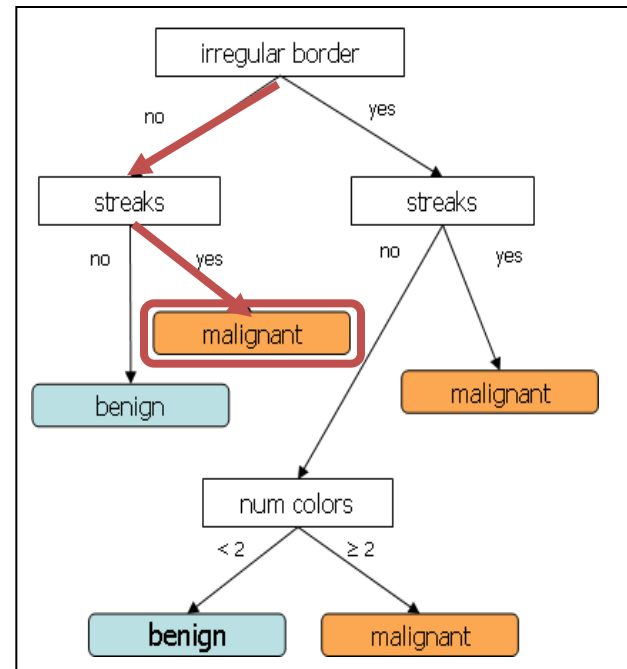 irregular border
no
yes
streaks
streaks
no
yes
no
yes
malignant
benign
malignant
num colors
< 2
≥ 2
benign
malignant